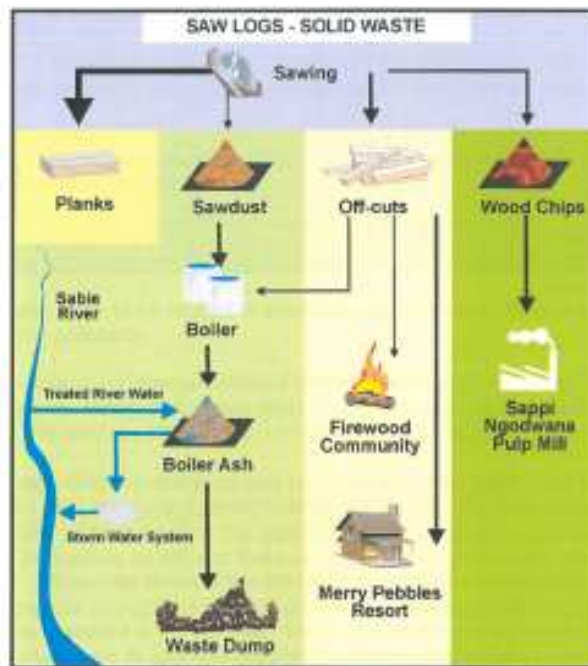 SAW LOGS - SOLID WASTE
Sawing
Planks
Sawdust
Off-cuts
Wood Chips
Sabie
River
Boiler
Treated River Water
Firewood
Community
Sappi
Ngodwana
Pulp Mill
Boiler Ash
Storm Water System
Merry Pebbles
Resort
Waste Dump